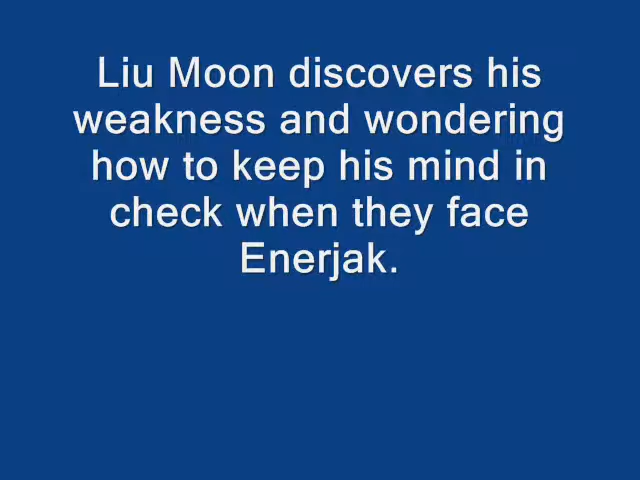 Liu Moon discovers his
weakness and wondering
how to keep his mind in
check when they face
Enerjak.